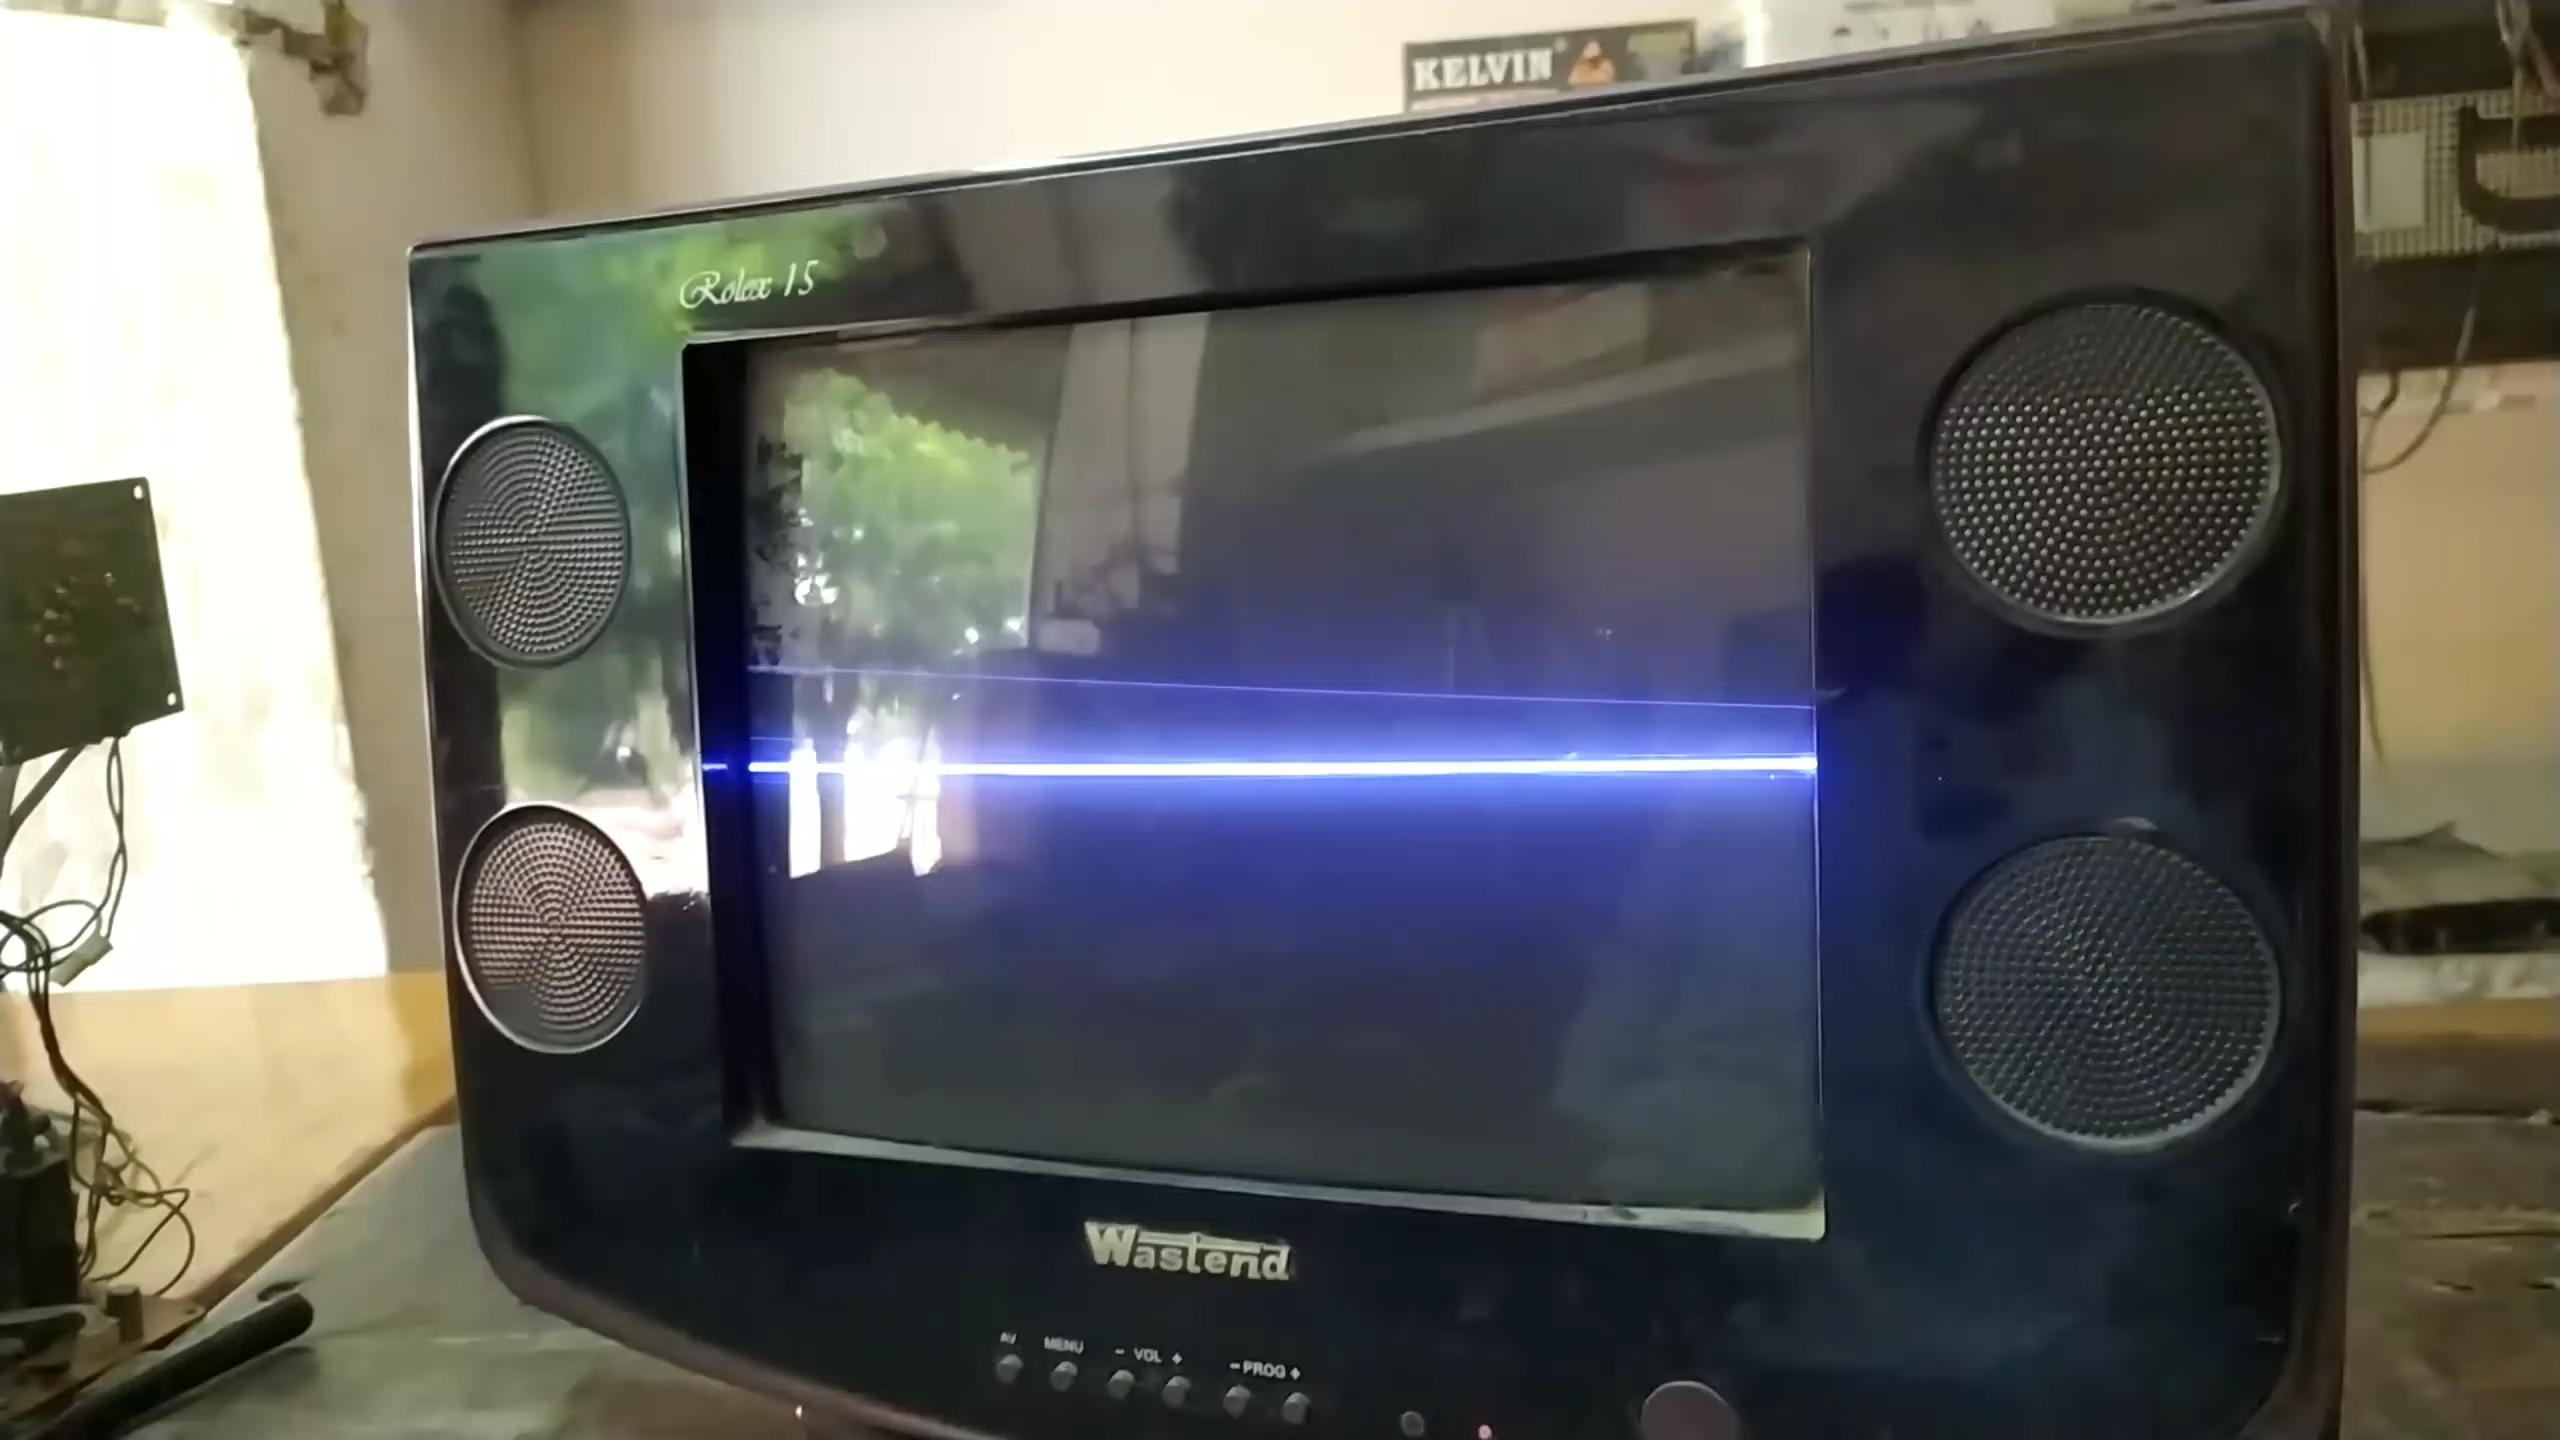 KELVIN
Rolex 15
Wastend
AV MENU - VOL + - PROG +